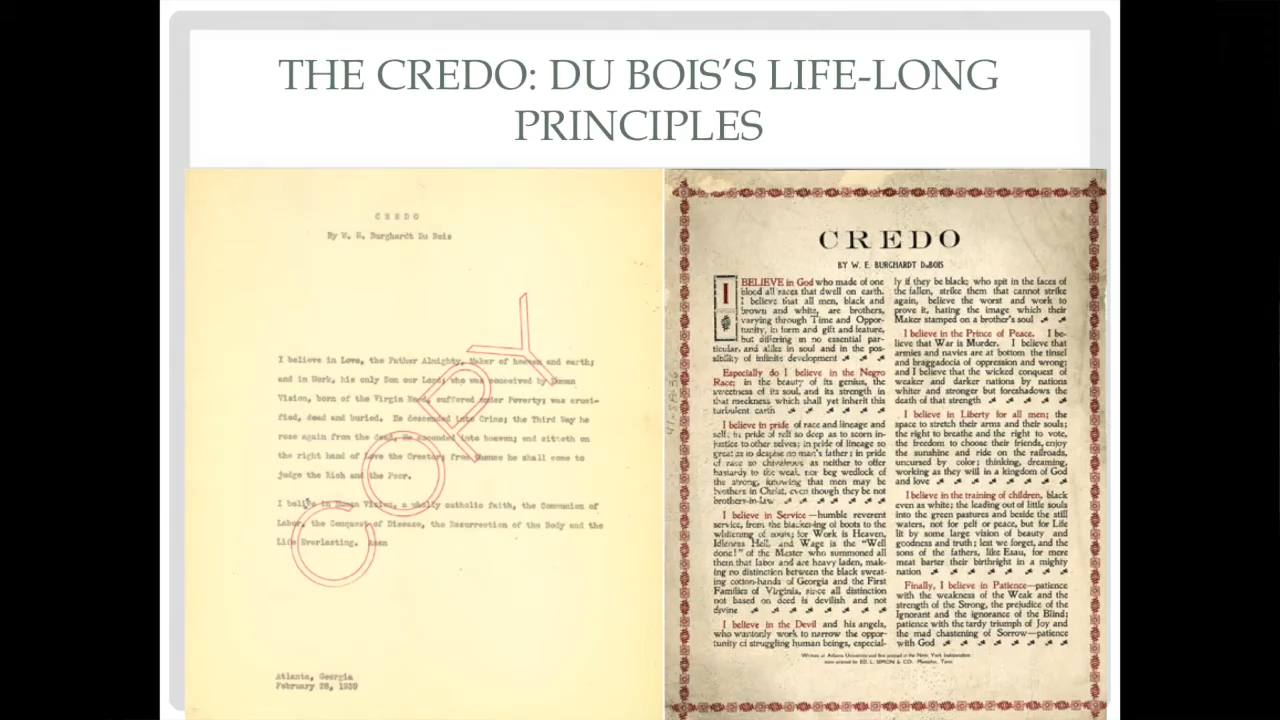 THE CREDO: DU BOIS'S LIFE-LONG
PRINCIPLES
CREDO
By W. E. Burghardt Du Bois
I believe in Love, the Father Almighty, Maker of heaven and earth;
and in Work, his only Son our Lord; who was conceived by Human
Vision, born of the Virgin Need, suffered under Poverty; was cruci-
fied, dead and buried. He descended into Crime; the Third Day he
rose again from the dead, He ascended into heaven; and sitteth on
the right hand of Love the Creator; from whence he shall come to
judge the Rich and the Poor.
I believe in Human Vision, a wholly catholic faith, the Communion of
Labor, the Conquest of Disease, the Resurrection of the Body and the
Life Everlasting. Amen
COPY
Atlanta, Georgia
February 28, 1939
CREDO
BY W. E. BURGHARDT DuBOIS
I BELIEVE in God who made of one
blood all races that dwell on earth.
I believe that all men, black and
brown and white, are brothers,
varying through Time and Oppor-
tunity, in form and gift and feature,
but differing in no essential par-
ticular, and alike in soul and in the pos-
sibility of infinite development
Especially do I believe in the Negro
Race; in the beauty of its genius, the
sweetness of its soul, and its strength in
that meekness which shall yet inherit this
turbulent earth
I believe in pride of race and lineage and
self; in pride of self so deep as to scorn in-
justice to other selves; in pride of lineage so
great as to despise no man's father; in pride
of race so chivalrous as neither to offer
bastardy to the weak nor beg wedlock of
the strong, knowing that men may be
brothers in Christ, even though they be not
brothers-in-law
I believe in Service—humble reverent
service, from the blackening of boots to the
whitening of souls; for Work is Heaven,
Idleness Hell, and Wage is the "Well
done!" of the Master who summoned all
them that labor and are heavy laden, mak-
ing no distinction between the black sweat-
ing cotton-hands of Georgia and the First
Families of Virginia, since all distinction
not based on deed is devilish and not
divine
I believe in the Devil and his angels,
who wantonly work to narrow the oppor-
tunity of struggling human beings, especial-
ly if they be black; who spit in the faces of
the fallen, strike them that cannot strike
again, believe the worst and work to
prove it, hating the image which their
Maker stamped on a brother's soul
I believe in the Prince of Peace. I be-
lieve that War is Murder. I believe that
armies and navies are at bottom the tinsel
and braggadocia of oppression and wrong;
and I believe that the wicked conquest of
weaker and darker nations by nations
whiter and stronger but foreshadows the
death of that strength
I believe in Liberty for all men; the
space to stretch their arms and their souls;
the right to breathe and the right to vote,
the freedom to choose their friends, enjoy
the sunshine and ride on the railroads,
uncursed by color; thinking, dreaming,
working as they will in a kingdom of God
and love
I believe in the training of children, black
even as white; the leading out of little souls
into the green pastures and beside the still
waters, not for pelf or peace, but for Life
lit by some large vision of beauty and
goodness and truth; lest we forget, and the
sons of the fathers, like Esau, for mere
meat barter their birthright in a mighty
nation
Finally, I believe in Patience—patience
with the weakness of the Weak and the
strength of the Strong, the prejudice of the
Ignorant and the ignorance of the Blind;
patience with the tardy triumph of Joy and
the mad chastening of Sorrow—patience
with God
Written at Atlanta University and first printed in the New York Independent
now printed by ED. L. SIMON & CO. Memphis, Tenn